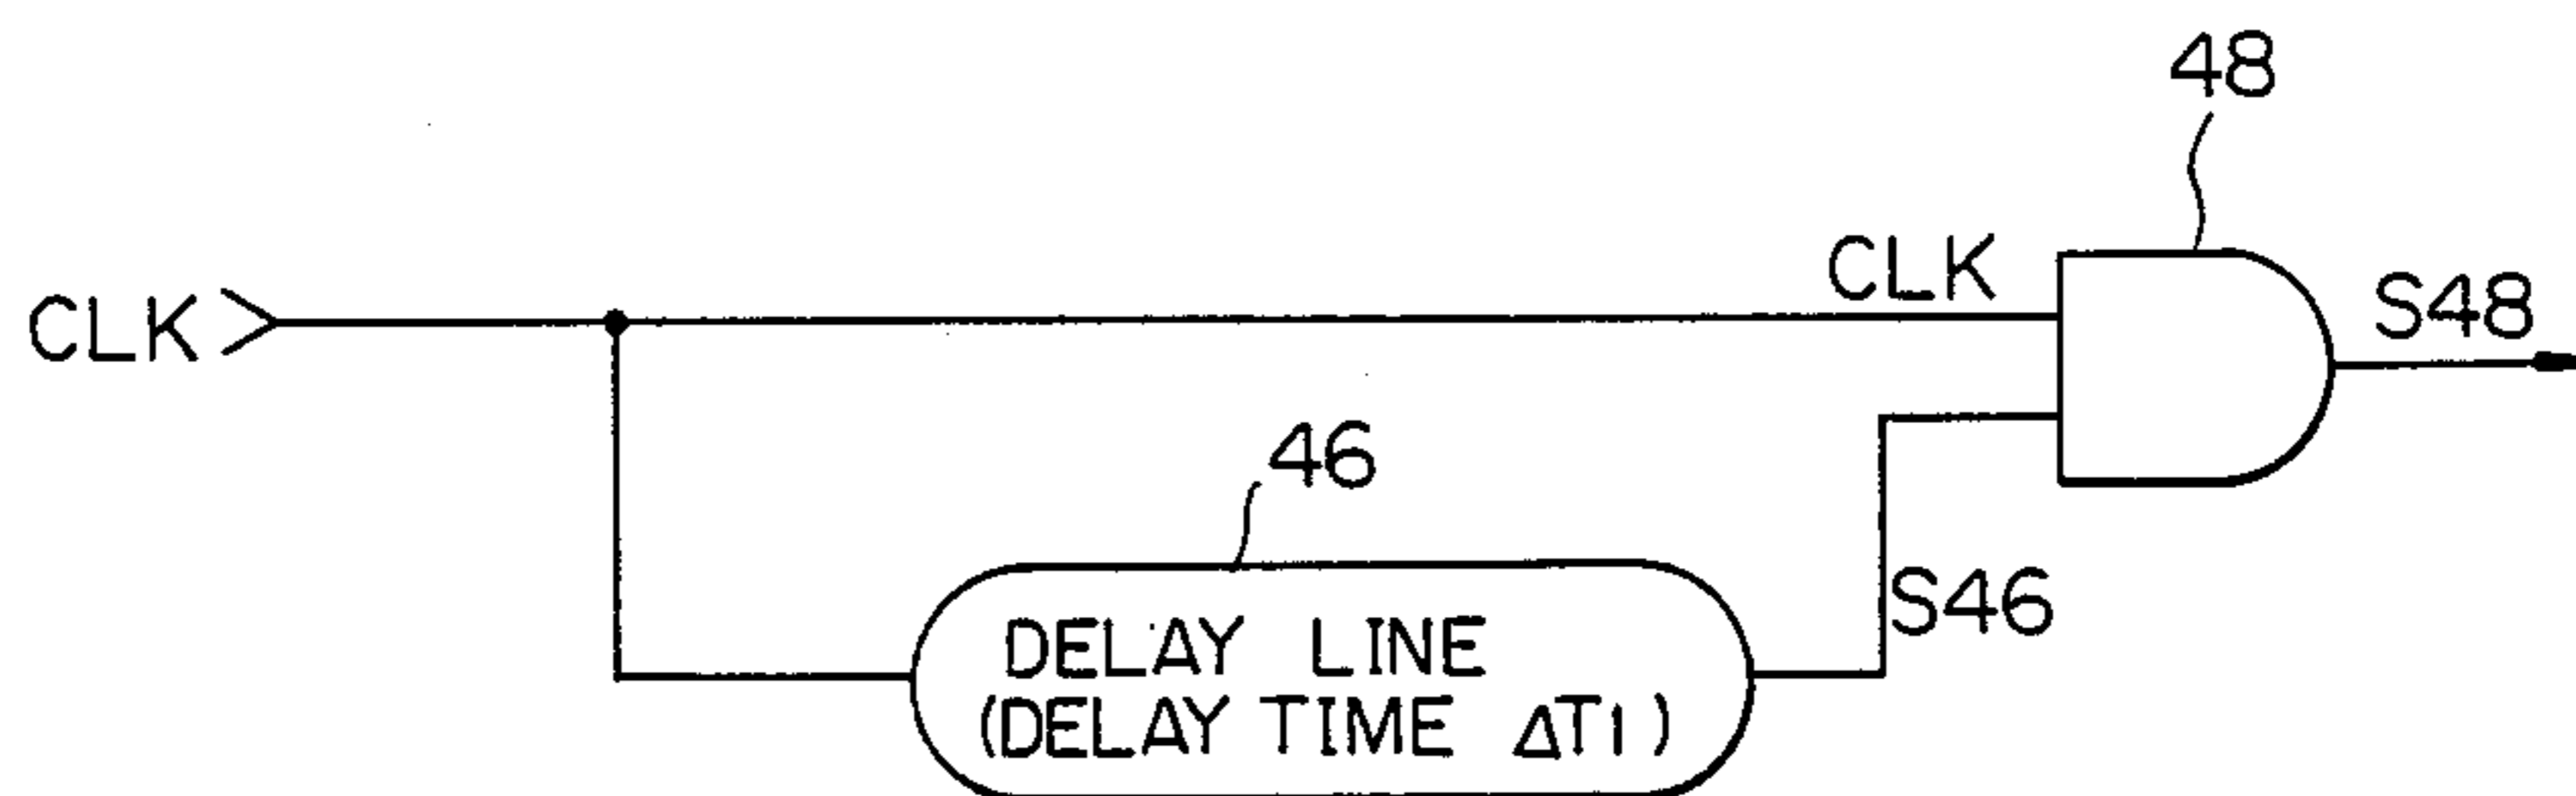 48
CLK
CLK
S48
46
S46
DELAY LINE
(DELAY TIME ΔT1)